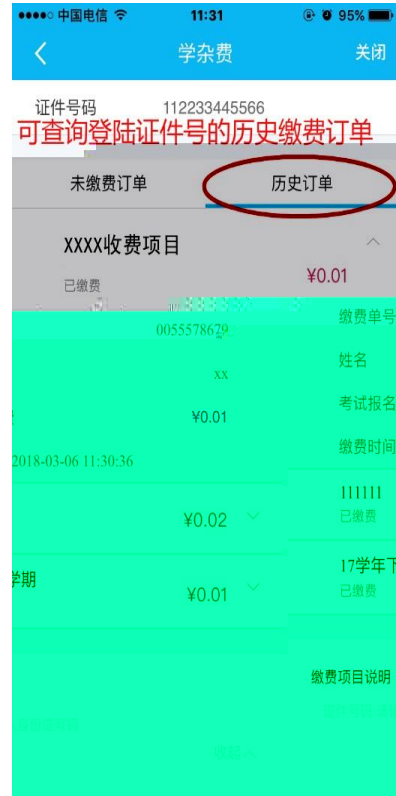 中国电信 11:31 95%
学杂费 关闭
证件号码 112233445566
可查询登陆证件号的历史缴费订单
未缴费订单 历史订单
XXXX收费项目
已缴费 ¥0.01
缴费单号
0055578679
姓名
xx
考试报名
¥0.01
缴费时间
2018-03-06 11:30:36
111111
已缴费
¥0.02
17学年下
学期
已缴费
¥0.01
缴费项目说明
收起